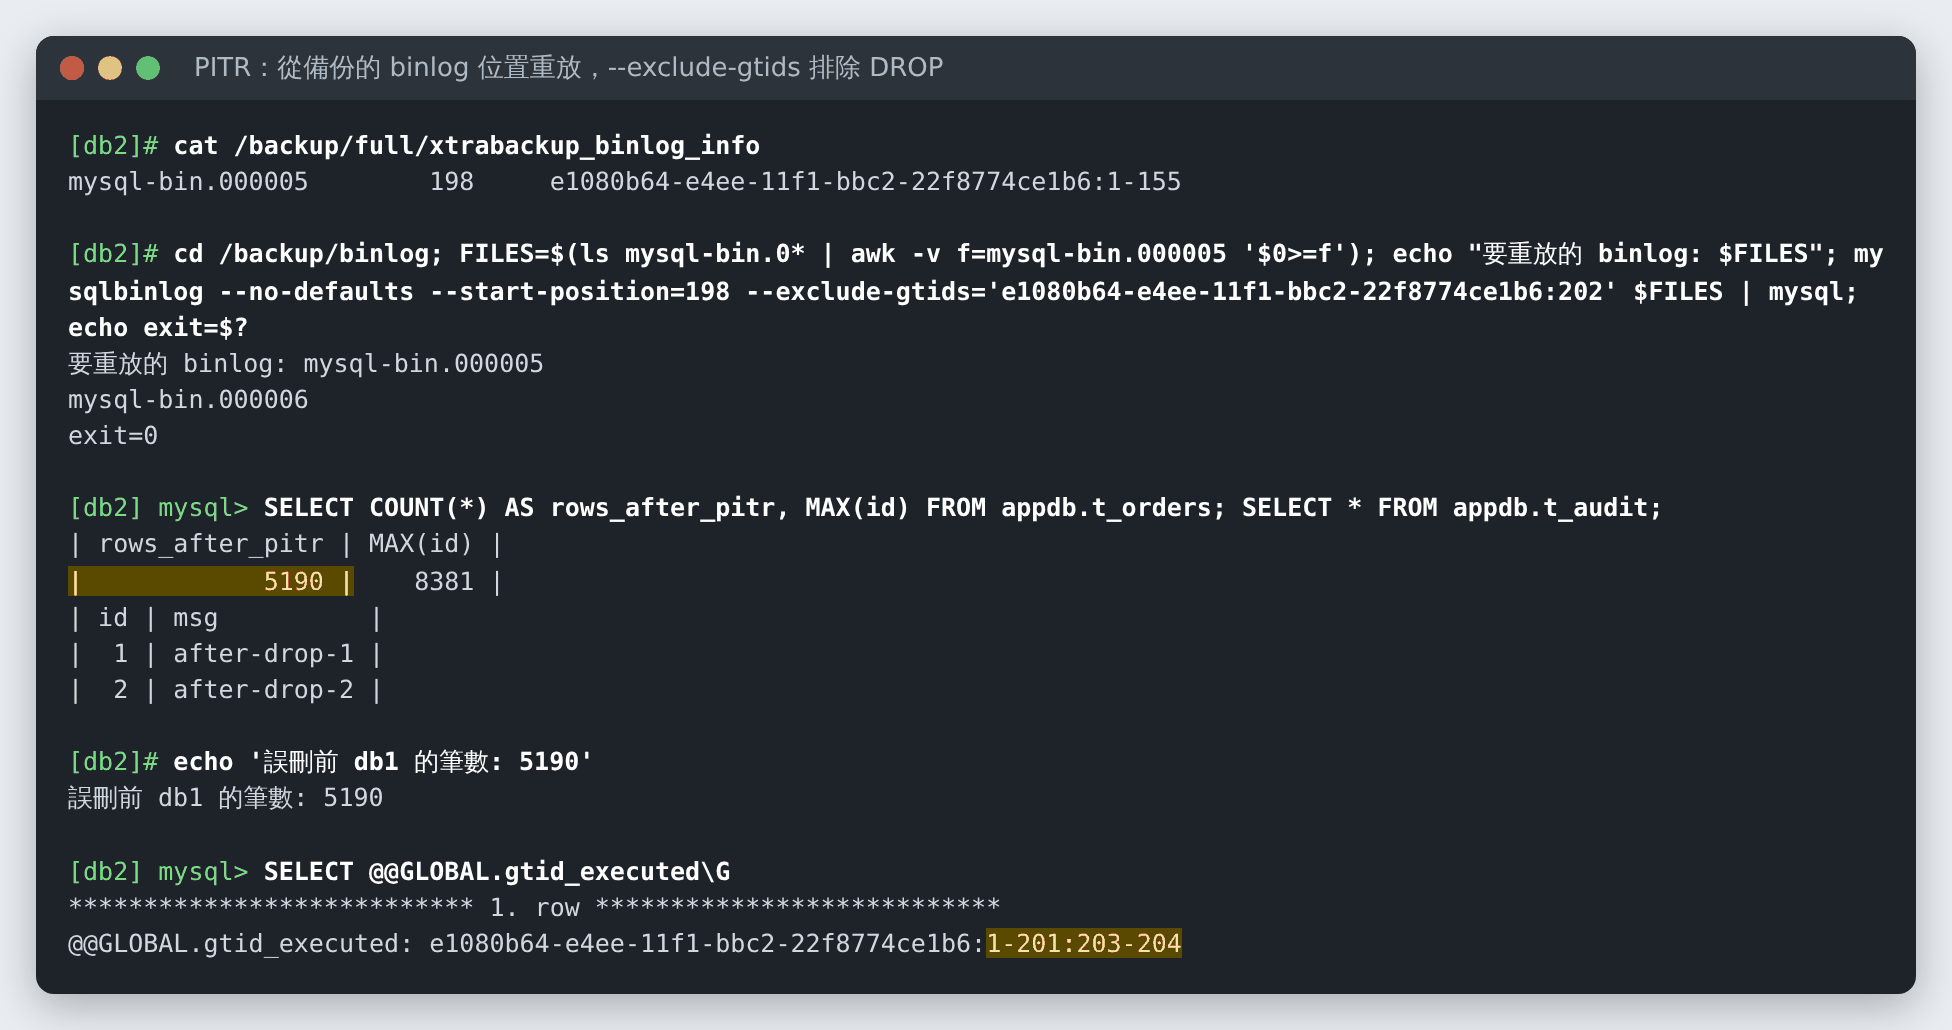 PITR：從備份的 binlog 位置重放，--exclude-gtids 排除 DROP
[db2]# cat /backup/full/xtrabackup_binlog_info
mysql-bin.000005        198     e1080b64-e4ee-11f1-bbc2-22f8774ce1b6:1-155
[db2]# cd /backup/binlog; FILES=$(ls mysql-bin.0* | awk -v f=mysql-bin.000005 '$0>=f'); echo "要重放的 binlog: $FILES"; my
sqlbinlog --no-defaults --start-position=198 --exclude-gtids='e1080b64-e4ee-11f1-bbc2-22f8774ce1b6:202' $FILES | mysql;
echo exit=$?
要重放的 binlog: mysql-bin.000005
mysql-bin.000006
exit=0
[db2] mysql> SELECT COUNT(*) AS rows_after_pitr, MAX(id) FROM appdb.t_orders; SELECT * FROM appdb.t_audit;
| rows_after_pitr | MAX(id) |
|            5190 |    8381 |
| id | msg          |
|  1 | after-drop-1 |
|  2 | after-drop-2 |
[db2]# echo '誤刪前 db1 的筆數: 5190'
誤刪前 db1 的筆數: 5190
[db2] mysql> SELECT @@GLOBAL.gtid_executed\G
*************************** 1. row ***************************
@@GLOBAL.gtid_executed: e1080b64-e4ee-11f1-bbc2-22f8774ce1b6:1-201:203-204